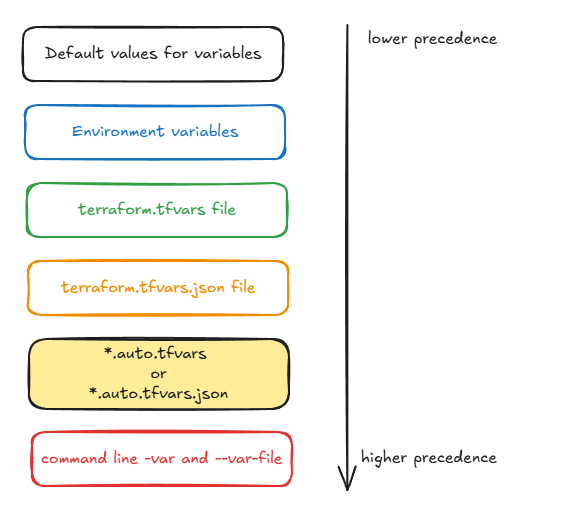 Default values for variables
lower precedence
Environment variables
terraform.tfvars file
terraform.tfvars.json file
*.auto.tfvars
or
*.auto.tfvars.json
command line -var and --var-file
higher precedence